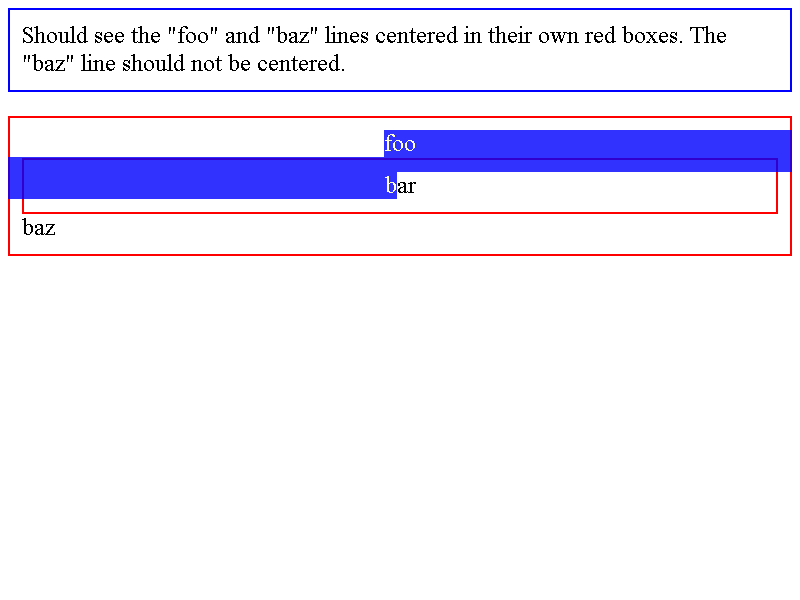 Should see the "foo" and "baz" lines centered in their own red boxes. The
"baz" line should not be centered.
foo
bar
baz